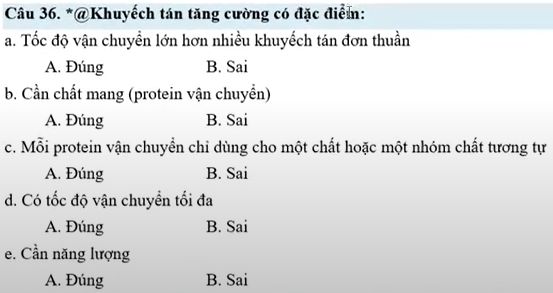 Câu 36. *@Khuyếch tán tăng cường có đặc điểm:
a. Tốc độ vận chuyển lớn hơn nhiều khuyếch tán đơn thuần
A. Đúng B. Sai
b. Cần chất mang (protein vận chuyển)
A. Đúng B. Sai
c. Mỗi protein vận chuyển chỉ dùng cho một chất hoặc một nhóm chất tương tự
A. Đúng B. Sai
d. Có tốc độ vận chuyển tối đa
A. Đúng B. Sai
e. Cần năng lượng
A. Đúng B. Sai